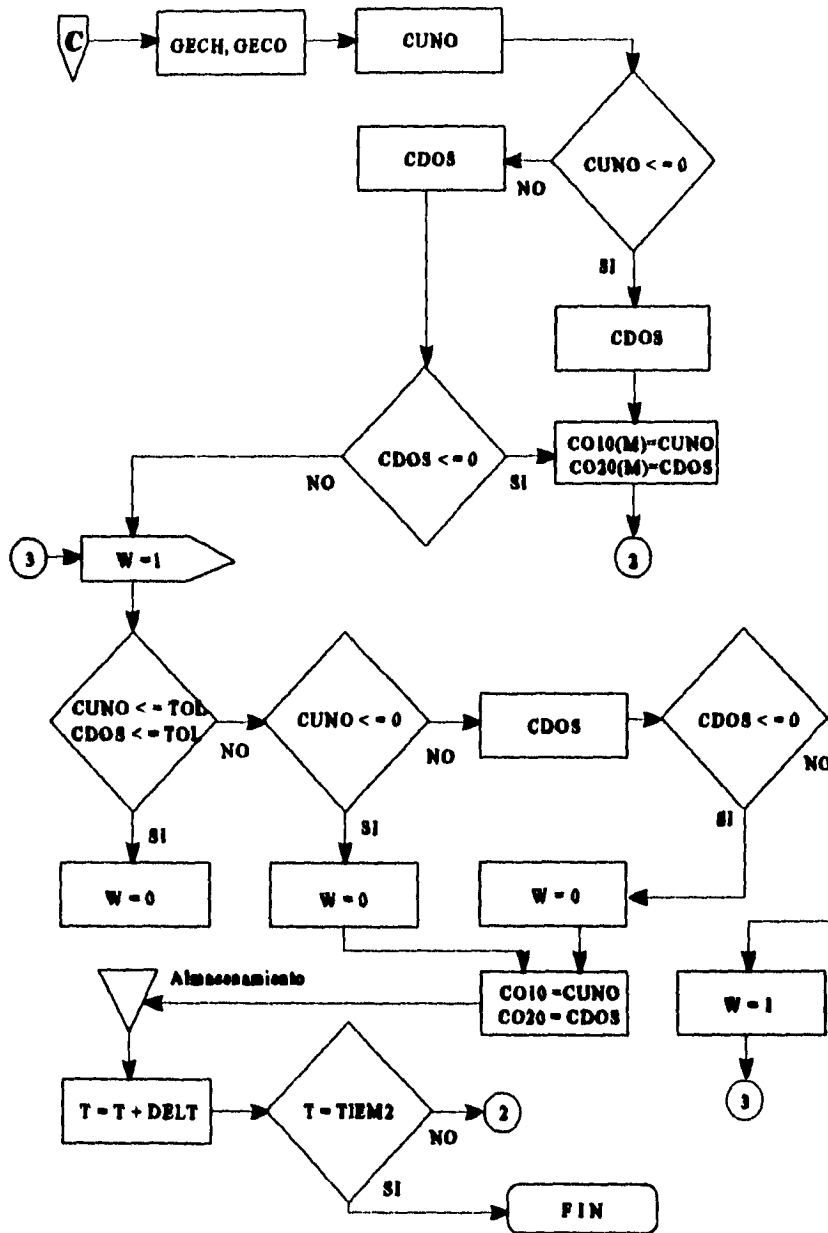 C
GECH, GECO
CUNO
CUNO <= 0
NO
SI
CDOS
CDOS
CDOS <= 0
NO
SI
CO10(M)=CUNO
CO20(M)=CDOS
2
3
W = 1
CUNO <= TOL
CDOS <= TOL
NO
SI
CUNO <= 0
NO
SI
CDOS
CDOS <= 0
NO
SI
W = 0
W = 0
W = 0
Almacenamiento
CO10 =CUNO
CO20 = CDOS
W = 1
3
T = T + DELT
T = TIEM2
NO
2
SI
F I N